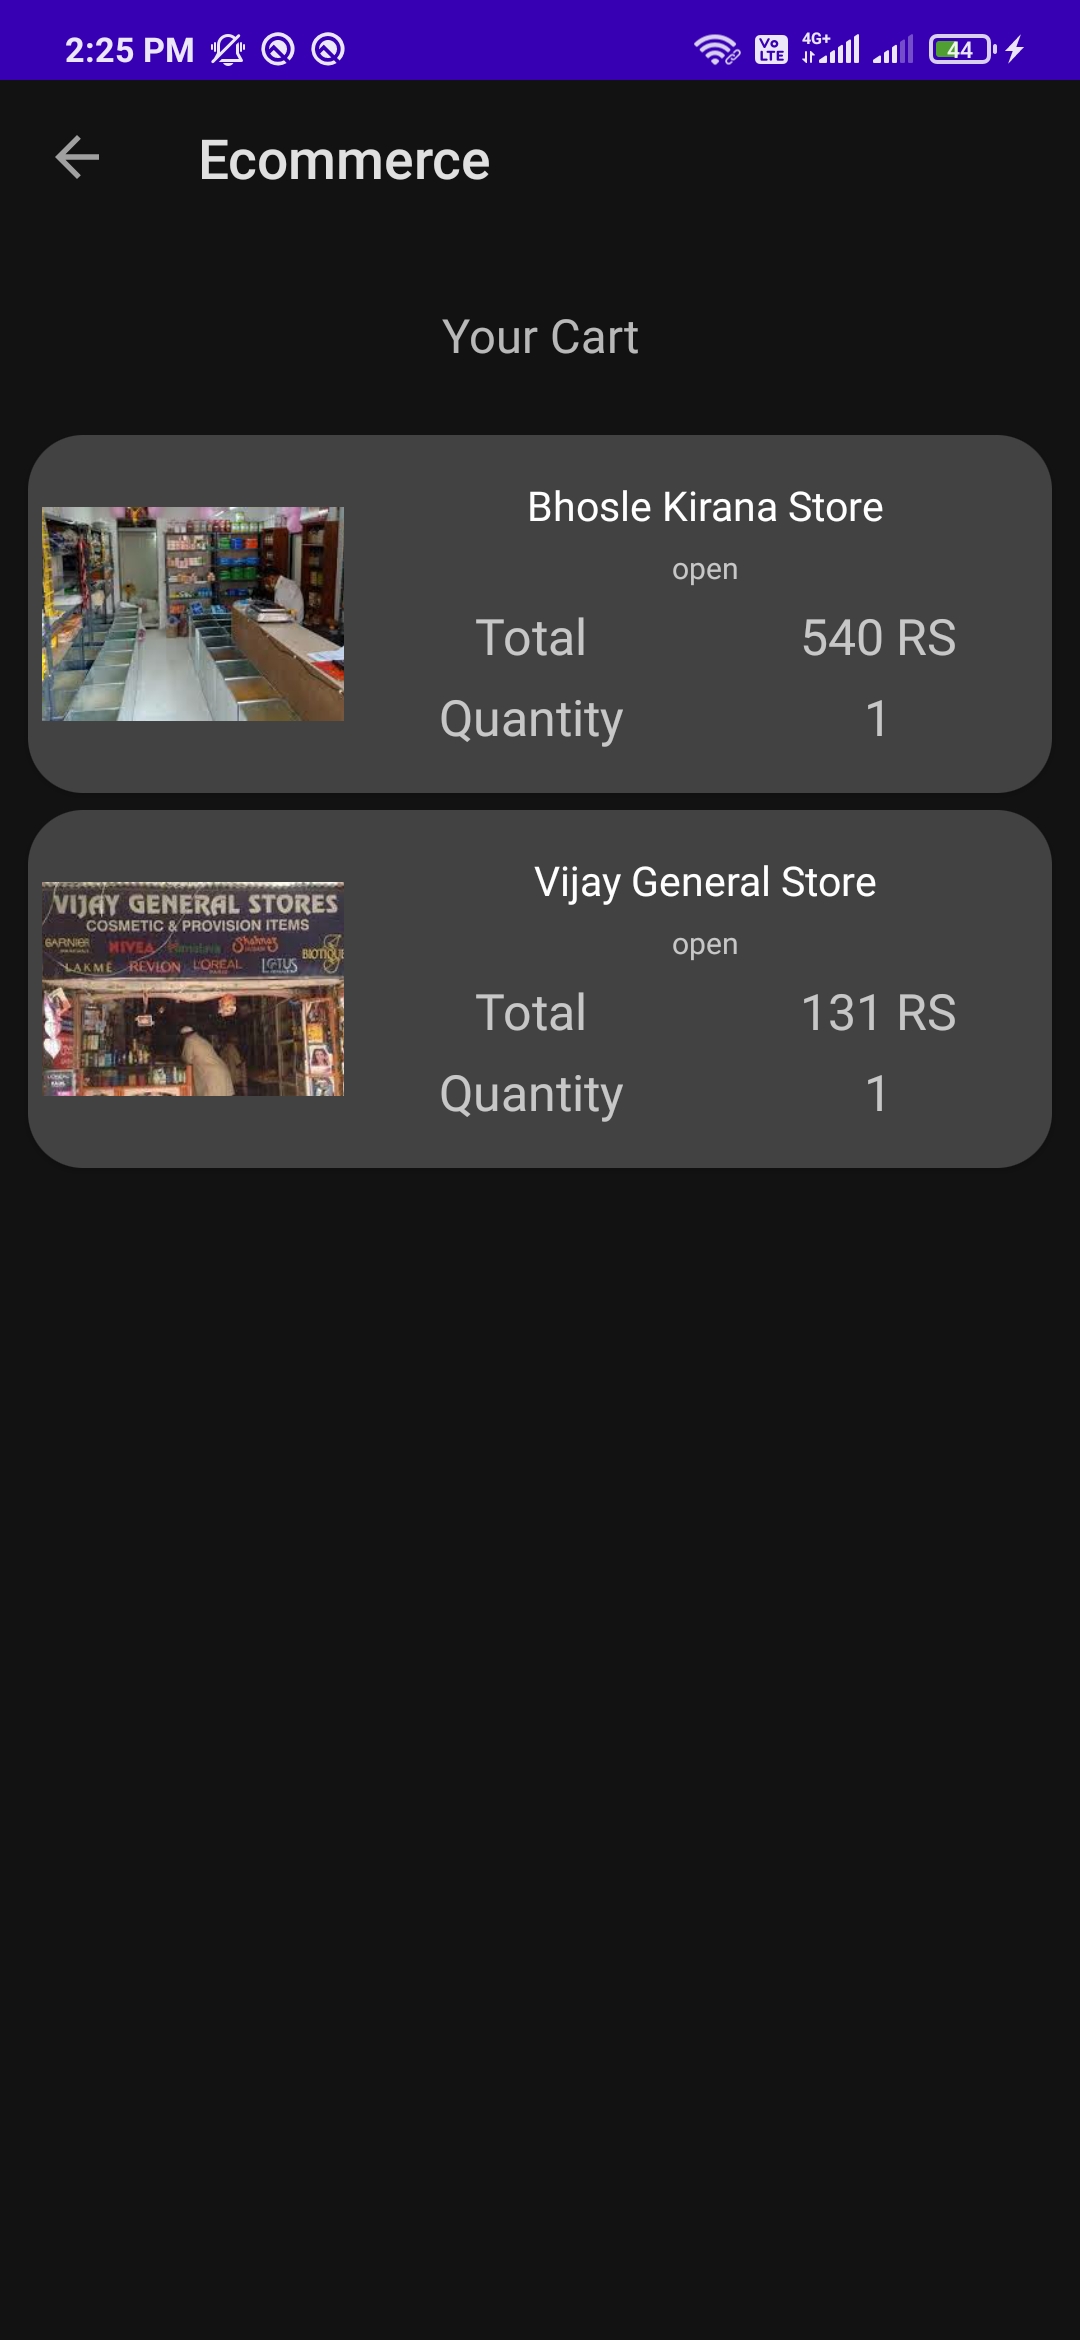 2:25 PM
Vo LTE 4G+ 44
Ecommerce
Your Cart
Bhosle Kirana Store
open
Total 540 RS
Quantity 1
Vijay General Store
open
Total 131 RS
Quantity 1
VIJAY GENERAL STORES
COSMETIC & PROVISION ITEMS
GARNIER NIVEA Himalaya Shahnaz BIOTIQUE
LAKMÉ REVLON L'ORÉAL LOTUS